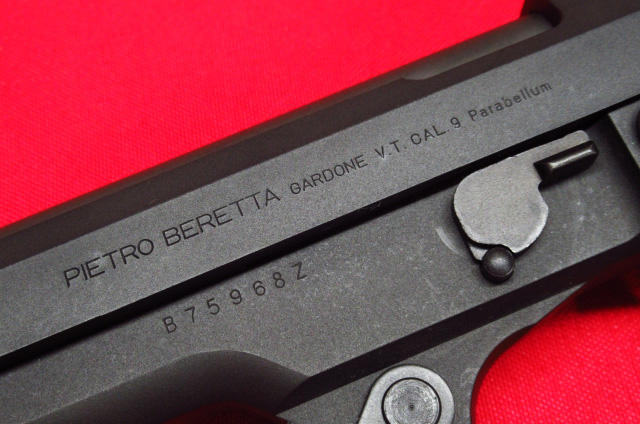 PIETRO BERETTA GARDONE V.T. CAL. 9 Parabellum
B75968Z